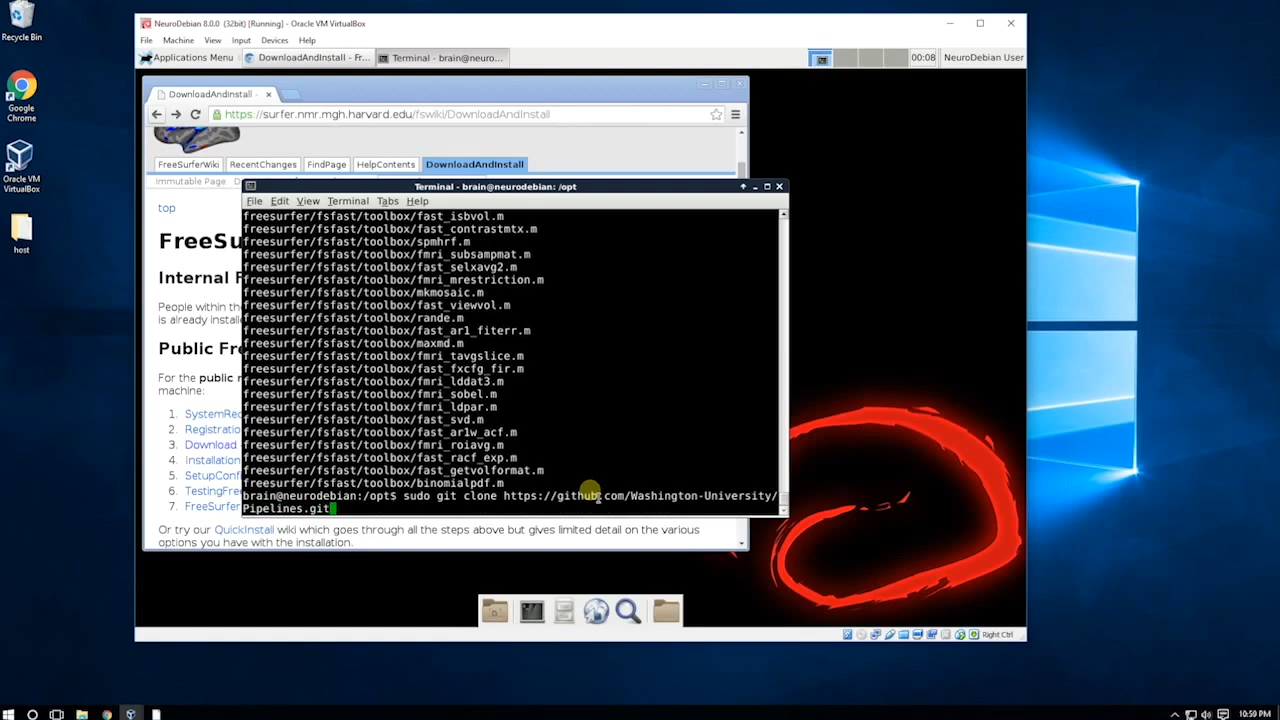 Recycle Bin
Google
Chrome
Oracle VM
VirtualBox
host
NeuroDebian 8.0.0 (32bit) [Running] - Oracle VM VirtualBox
File Machine View Input Devices Help
Applications Menu
DownloadAndInstall - Fr...
Terminal - brain@neuro...
00:08
NeuroDebian User
DownloadAndInstall -
https://surfer.nmr.mgh.harvard.edu/fswiki/DownloadAndInstall
FreeSurferWiki RecentChanges FindPage HelpContents DownloadAndInstall
Immutable Page
top
FreeSu
Internal F
People within the
is already installe
Public Fre
For the public r
machine:
1. SystemRec
2. Registratio
3. Download
4. Installation
5. SetupConf
6. TestingFre
7. FreeSurfer
Or try our QuickInstall wiki which goes through all the steps above but gives limited detail on the various
options you have with the installation.
Terminal - brain@neurodebian: /opt
File Edit View Terminal Tabs Help
freesurfer/fsfast/toolbox/fast_isbvol.m
freesurfer/fsfast/toolbox/fast_contrastmtx.m
freesurfer/fsfast/toolbox/spmhrf.m
freesurfer/fsfast/toolbox/fmri_subsampmat.m
freesurfer/fsfast/toolbox/fast_selxavg2.m
freesurfer/fsfast/toolbox/fmri_mrestriction.m
freesurfer/fsfast/toolbox/mkmosaic.m
freesurfer/fsfast/toolbox/fast_viewvol.m
freesurfer/fsfast/toolbox/rande.m
freesurfer/fsfast/toolbox/fast_ar1_fiterr.m
freesurfer/fsfast/toolbox/maxmd.m
freesurfer/fsfast/toolbox/fmri_tavgslice.m
freesurfer/fsfast/toolbox/fast_fxcfg_fir.m
freesurfer/fsfast/toolbox/fmri_lddat3.m
freesurfer/fsfast/toolbox/fmri_sobel.m
freesurfer/fsfast/toolbox/fmri_ldpar.m
freesurfer/fsfast/toolbox/fast_svd.m
freesurfer/fsfast/toolbox/fast_ar1w_acf.m
freesurfer/fsfast/toolbox/fmri_roiavg.m
freesurfer/fsfast/toolbox/fast_racf_exp.m
freesurfer/fsfast/toolbox/fast_getvolformat.m
freesurfer/fsfast/toolbox/binomialpdf.m
brain@neurodebian:/opt$ sudo git clone https://github.com/Washington-University/
Pipelines.git
Right Ctrl
10:59 PM